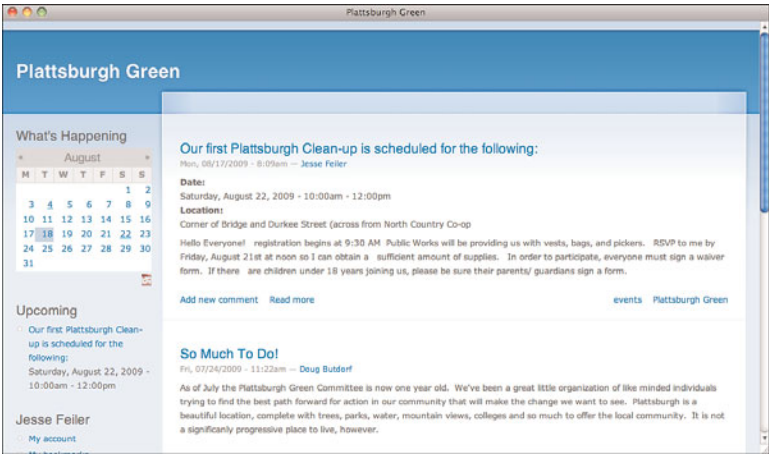 Plattsburgh Green
Plattsburgh Green
What's Happening
« August »
M T W T F S S
1 2
3 4 5 6 7 8 9
10 11 12 13 14 15 16
17 18 19 20 21 22 23
24 25 26 27 28 29 30
31
Upcoming
Our first Plattsburgh Clean-
up is scheduled for the
following:
Saturday, August 22, 2009 -
10:00am - 12:00pm
Jesse Feiler
My account
My bookmarks
Our first Plattsburgh Clean-up is scheduled for the following:
Mon, 08/17/2009 - 8:09am — Jesse Feiler
Date:
Saturday, August 22, 2009 - 10:00am - 12:00pm
Location:
Corner of Bridge and Durkee Street (across from North Country Co-op
Hello Everyone! registration begins at 9:30 AM Public Works will be providing us with vests, bags, and pickers. RSVP to me by
Friday, August 21st at noon so I can obtain a sufficient amount of supplies. In order to participate, everyone must sign a waiver
form. If there are children under 18 years joining us, please be sure their parents/ guardians sign a form.
Add new comment Read more events Plattsburgh Green
So Much To Do!
Fri, 07/24/2009 - 11:22am — Doug Butdorf
As of July the Plattsburgh Green Committee is now one year old. We've been a great little organization of like minded individuals
trying to find the best path forward for action in our community that will make the change we want to see. Plattsburgh is a
beautiful location, complete with trees, parks, water, mountain views, colleges and so much to offer the local community. It is not
a significanly progressive place to live, however.